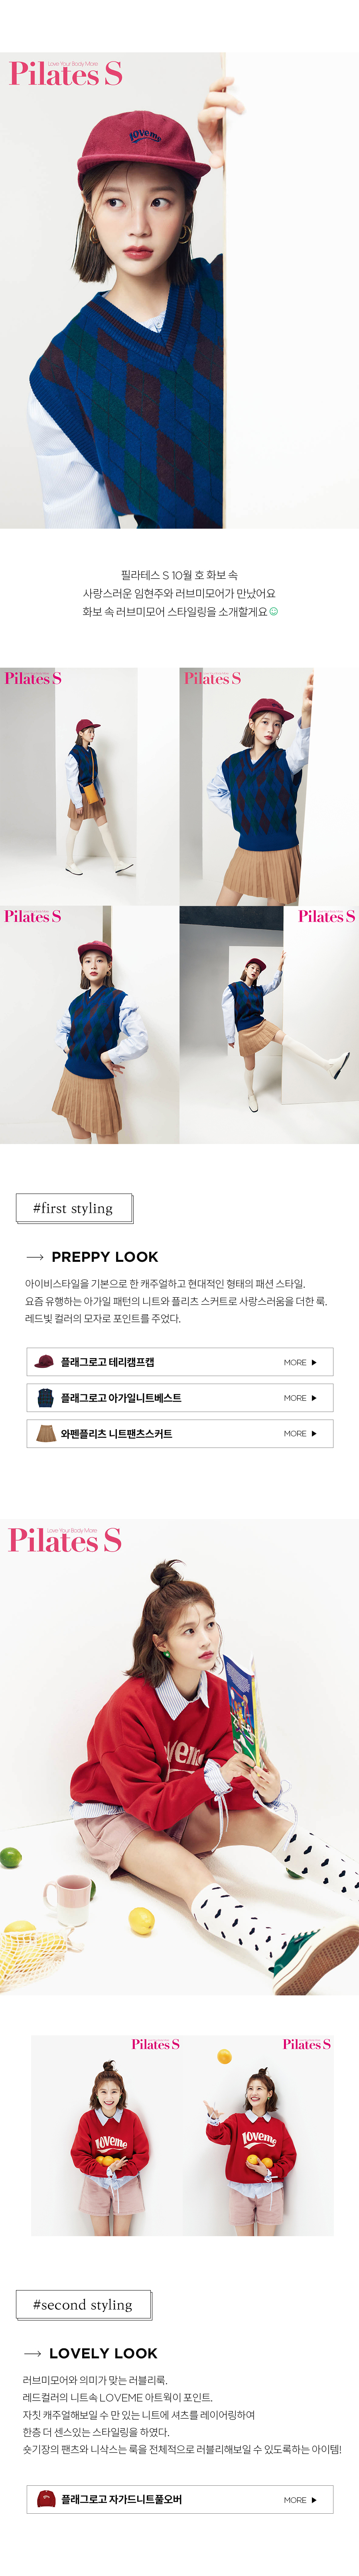 Love Your Body More
Pilates S
lOVeme
필라테스 S 10월 호 화보 속
사랑스러운 임현주와 러브미모어가 만났어요
화보 속 러브미모어 스타일링을 소개할게요
Pilates S
Pilates S
Pilates S
Pilates S
#first styling
→ PREPPY LOOK
아이비스타일을 기본으로 한 캐주얼하고 현대적인 형태의 패션 스타일.
요즘 유행하는 아가일 패턴의 니트와 플리츠 스커트로 사랑스러움을 더한 룩.
레드빛 컬러의 모자로 포인트를 주었다.
플래그로고 테리캠프캡 MORE ▶
플래그로고 아가일니트베스트 MORE ▶
와펜플리츠 니트팬츠스커트 MORE ▶
Love Your Body More
Pilates S
Pilates S
Pilates S
lOVeme
lOVeme
#second styling
→ LOVELY LOOK
러브미모어와 의미가 맞는 러블리룩.
레드컬러의 니트속 LOVEME 아트웍이 포인트.
자칫 캐주얼해보일 수 만 있는 니트에 셔츠를 레이어링하여
한층 더 센스있는 스타일링을 하였다.
숏기장의 팬츠와 니삭스는 룩을 전체적으로 러블리해보일 수 있도록하는 아이템!
플래그로고 자가드니트풀오버 MORE ▶